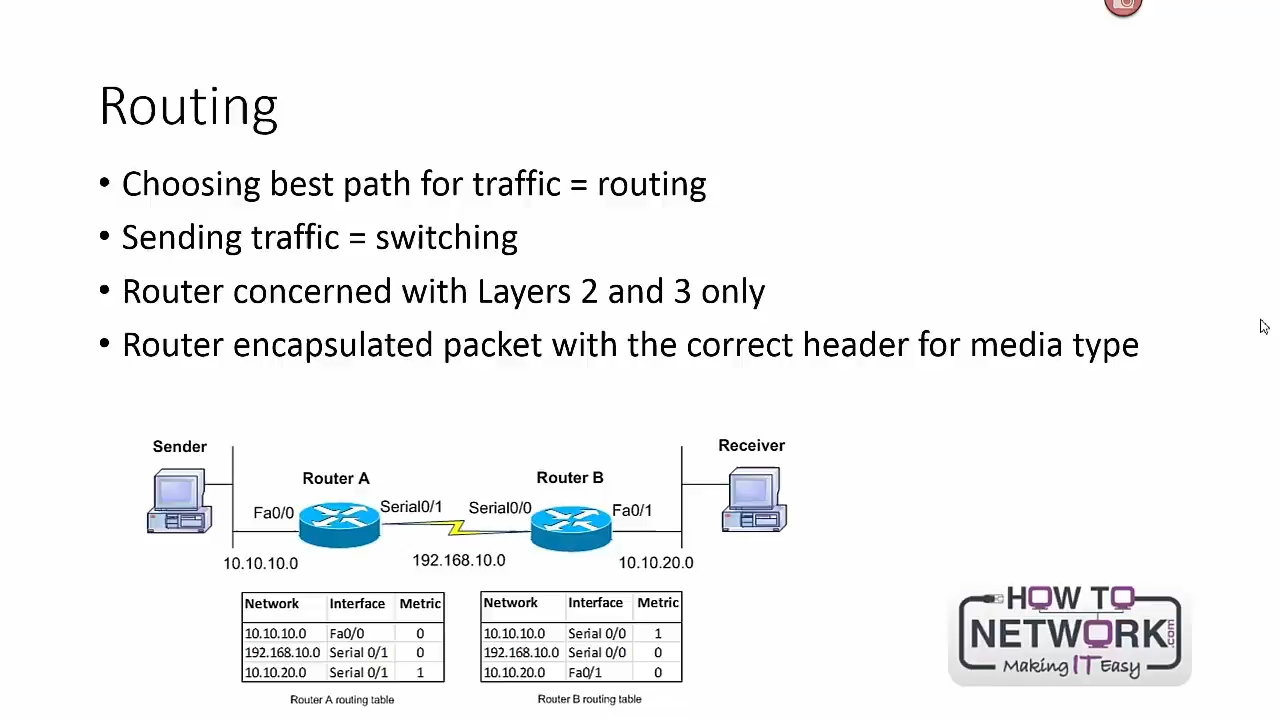 Routing
• Choosing best path for traffic = routing
• Sending traffic = switching
• Router concerned with Layers 2 and 3 only
• Router encapsulated packet with the correct header for media type
Sender
Receiver
Router A
Router B
Fa0/0
Serial0/1
Serial0/0
Fa0/1
10.10.10.0
192.168.10.0
10.10.20.0
Network Interface Metric
10.10.10.0 Fa0/0 0
192.168.10.0 Serial 0/1 0
10.10.20.0 Serial 0/1 1
Router A routing table
Network Interface Metric
10.10.10.0 Serial 0/0 1
192.168.10.0 Serial 0/0 0
10.10.20.0 Fa0/1 0
Router B routing table
HOW TO
NETWORK.com
Making IT Easy